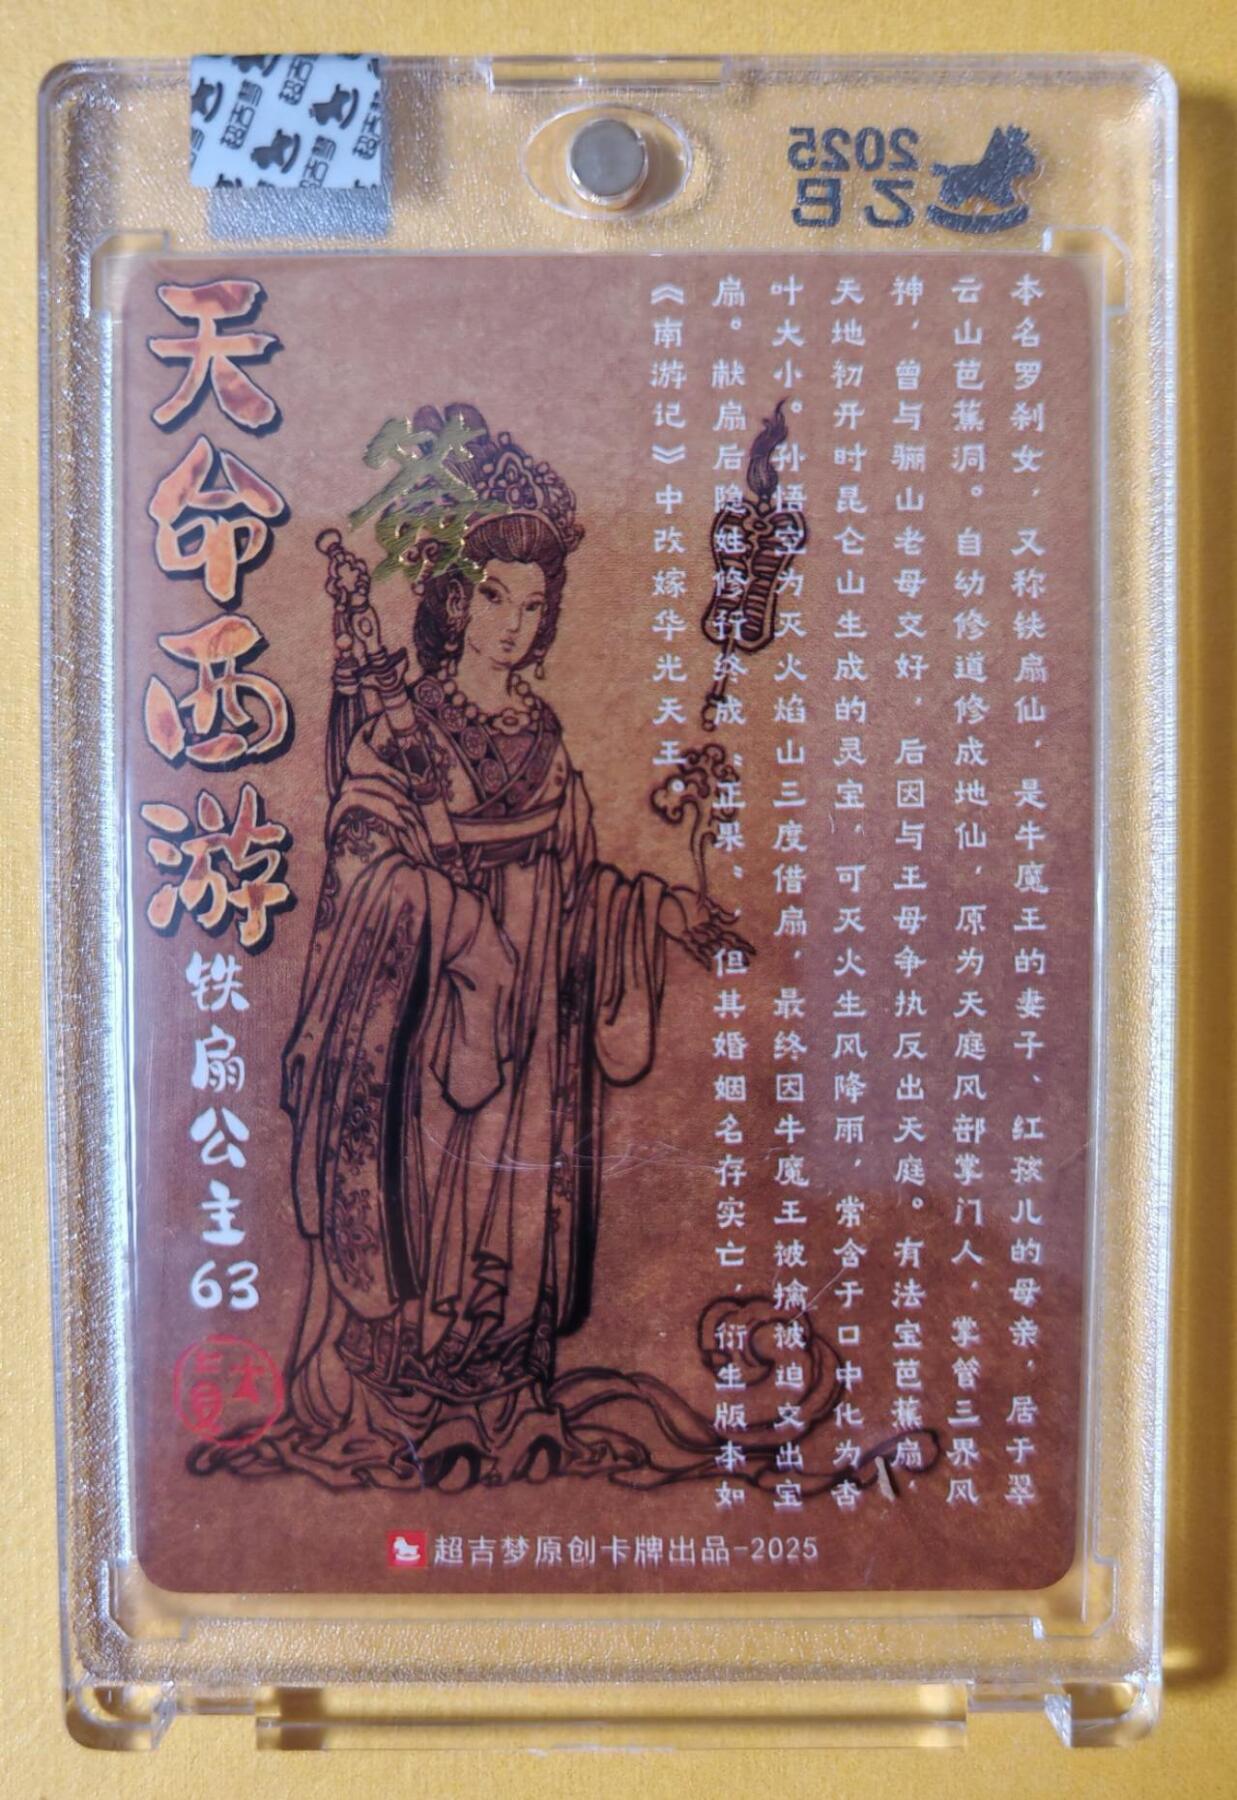 2025
乙巳
超吉梦
本名罗刹女，又称铁扇仙，是牛魔王的妻子、红孩儿的母亲，居于翠
云山芭蕉洞。自幼修道修成地仙，原为天庭风部掌门人，掌管三界风
神，曾与骊山老母交好，后因与王母争执反出天庭。有法宝芭蕉扇，
天地初开时昆仑山生成的灵宝，可灭火生风降雨，常含于口中化为杏
叶大小。孙悟空为灭火焰山三度借扇，最终因牛魔王被擒被迫交出宝
扇。献扇后隐姓修行终成“正果”，但其婚姻名存实亡，衍生版本如
《南游记》中改嫁华光天王。
天命西游
铁扇公主63
超吉梦原创卡牌出品-2025